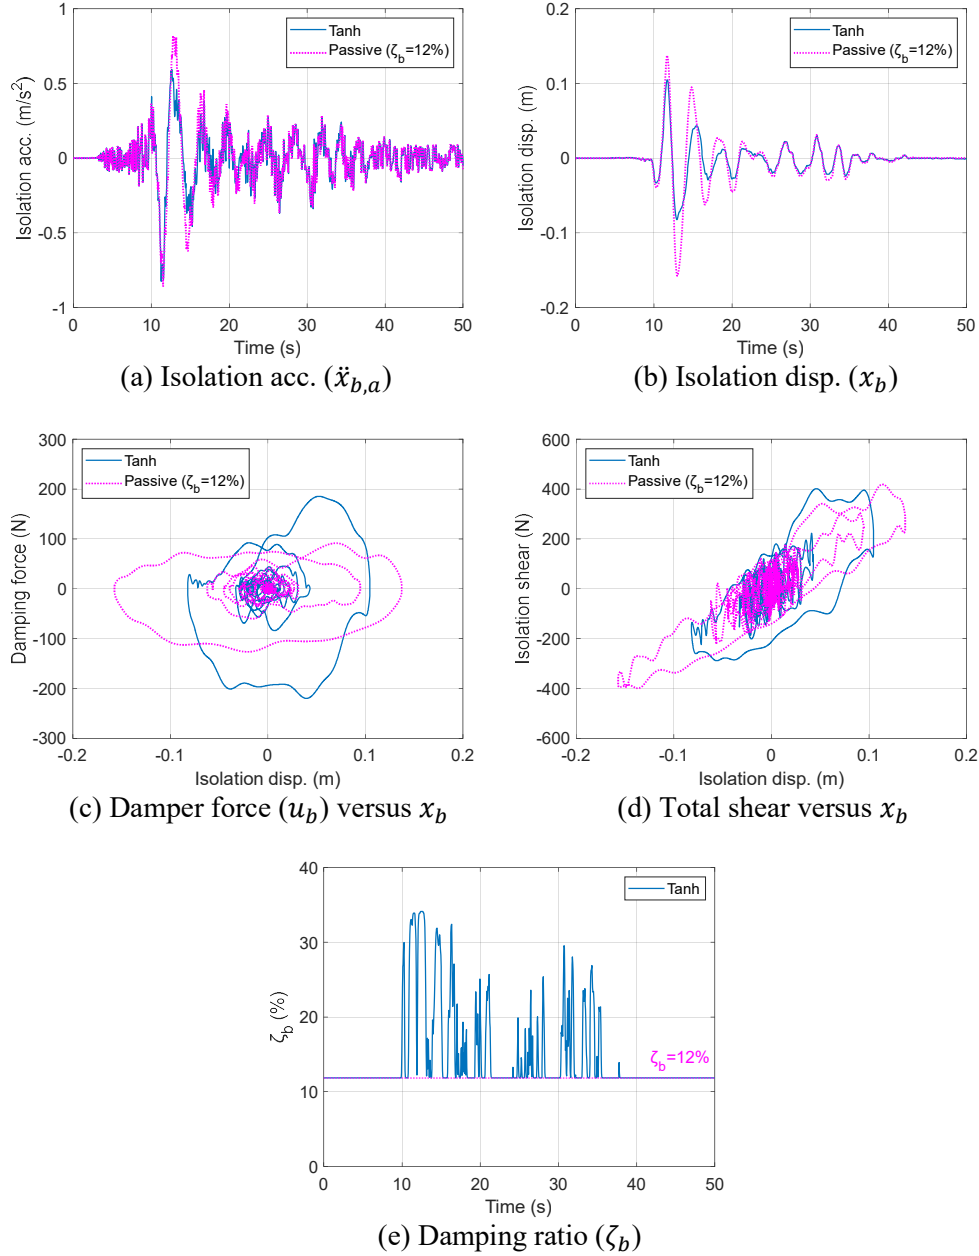 Tanh
Passive (ζb=12%)
1
0.5
0
-0.5
-1
Isolation acc. (m/s²)
0 10 20 30 40 50
Time (s)
(a) Isolation acc. (ẍb,a)
Tanh
Passive (ζb=12%)
0.2
0.1
0
-0.1
-0.2
Isolation disp. (m)
0 10 20 30 40 50
Time (s)
(b) Isolation disp. (xb)
Tanh
Passive (ζb=12%)
300
200
100
0
-100
-200
-300
Damping force (N)
-0.2 -0.1 0 0.1 0.2
Isolation disp. (m)
(c) Damper force (ub) versus xb
Tanh
Passive (ζb=12%)
600
400
200
0
-200
-400
-600
Isolation shear (N)
-0.2 -0.1 0 0.1 0.2
Isolation disp. (m)
(d) Total shear versus xb
Tanh
40
30
20
10
0
ζb (%)
ζb=12%
0 10 20 30 40 50
Time (s)
(e) Damping ratio (ζb)